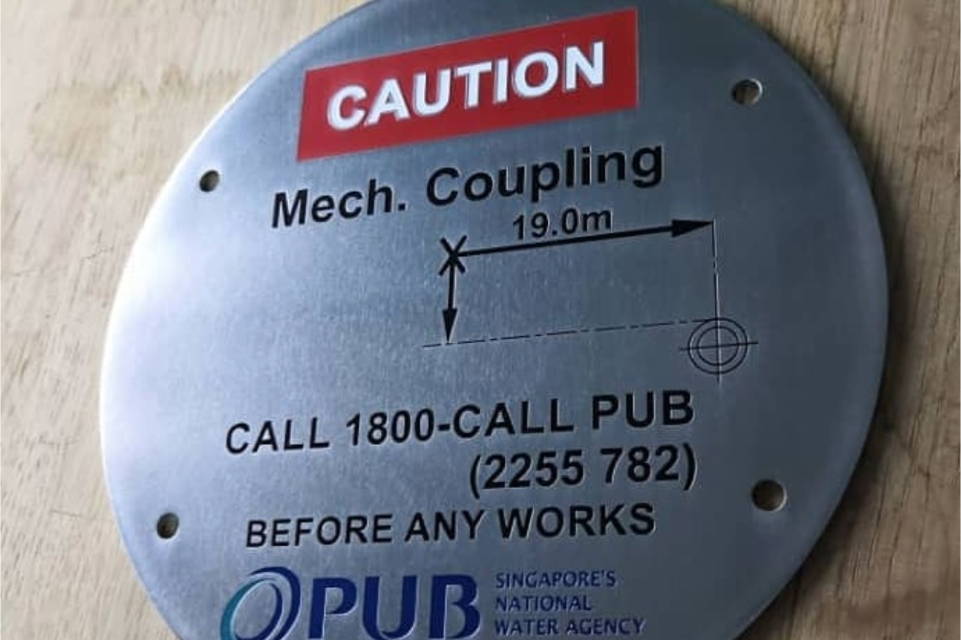 CAUTION
Mech. Coupling
19.0m
CALL 1800-CALL PUB
(2255 782)
BEFORE ANY WORKS
PUB SINGAPORE'S
NATIONAL
WATER AGENCY